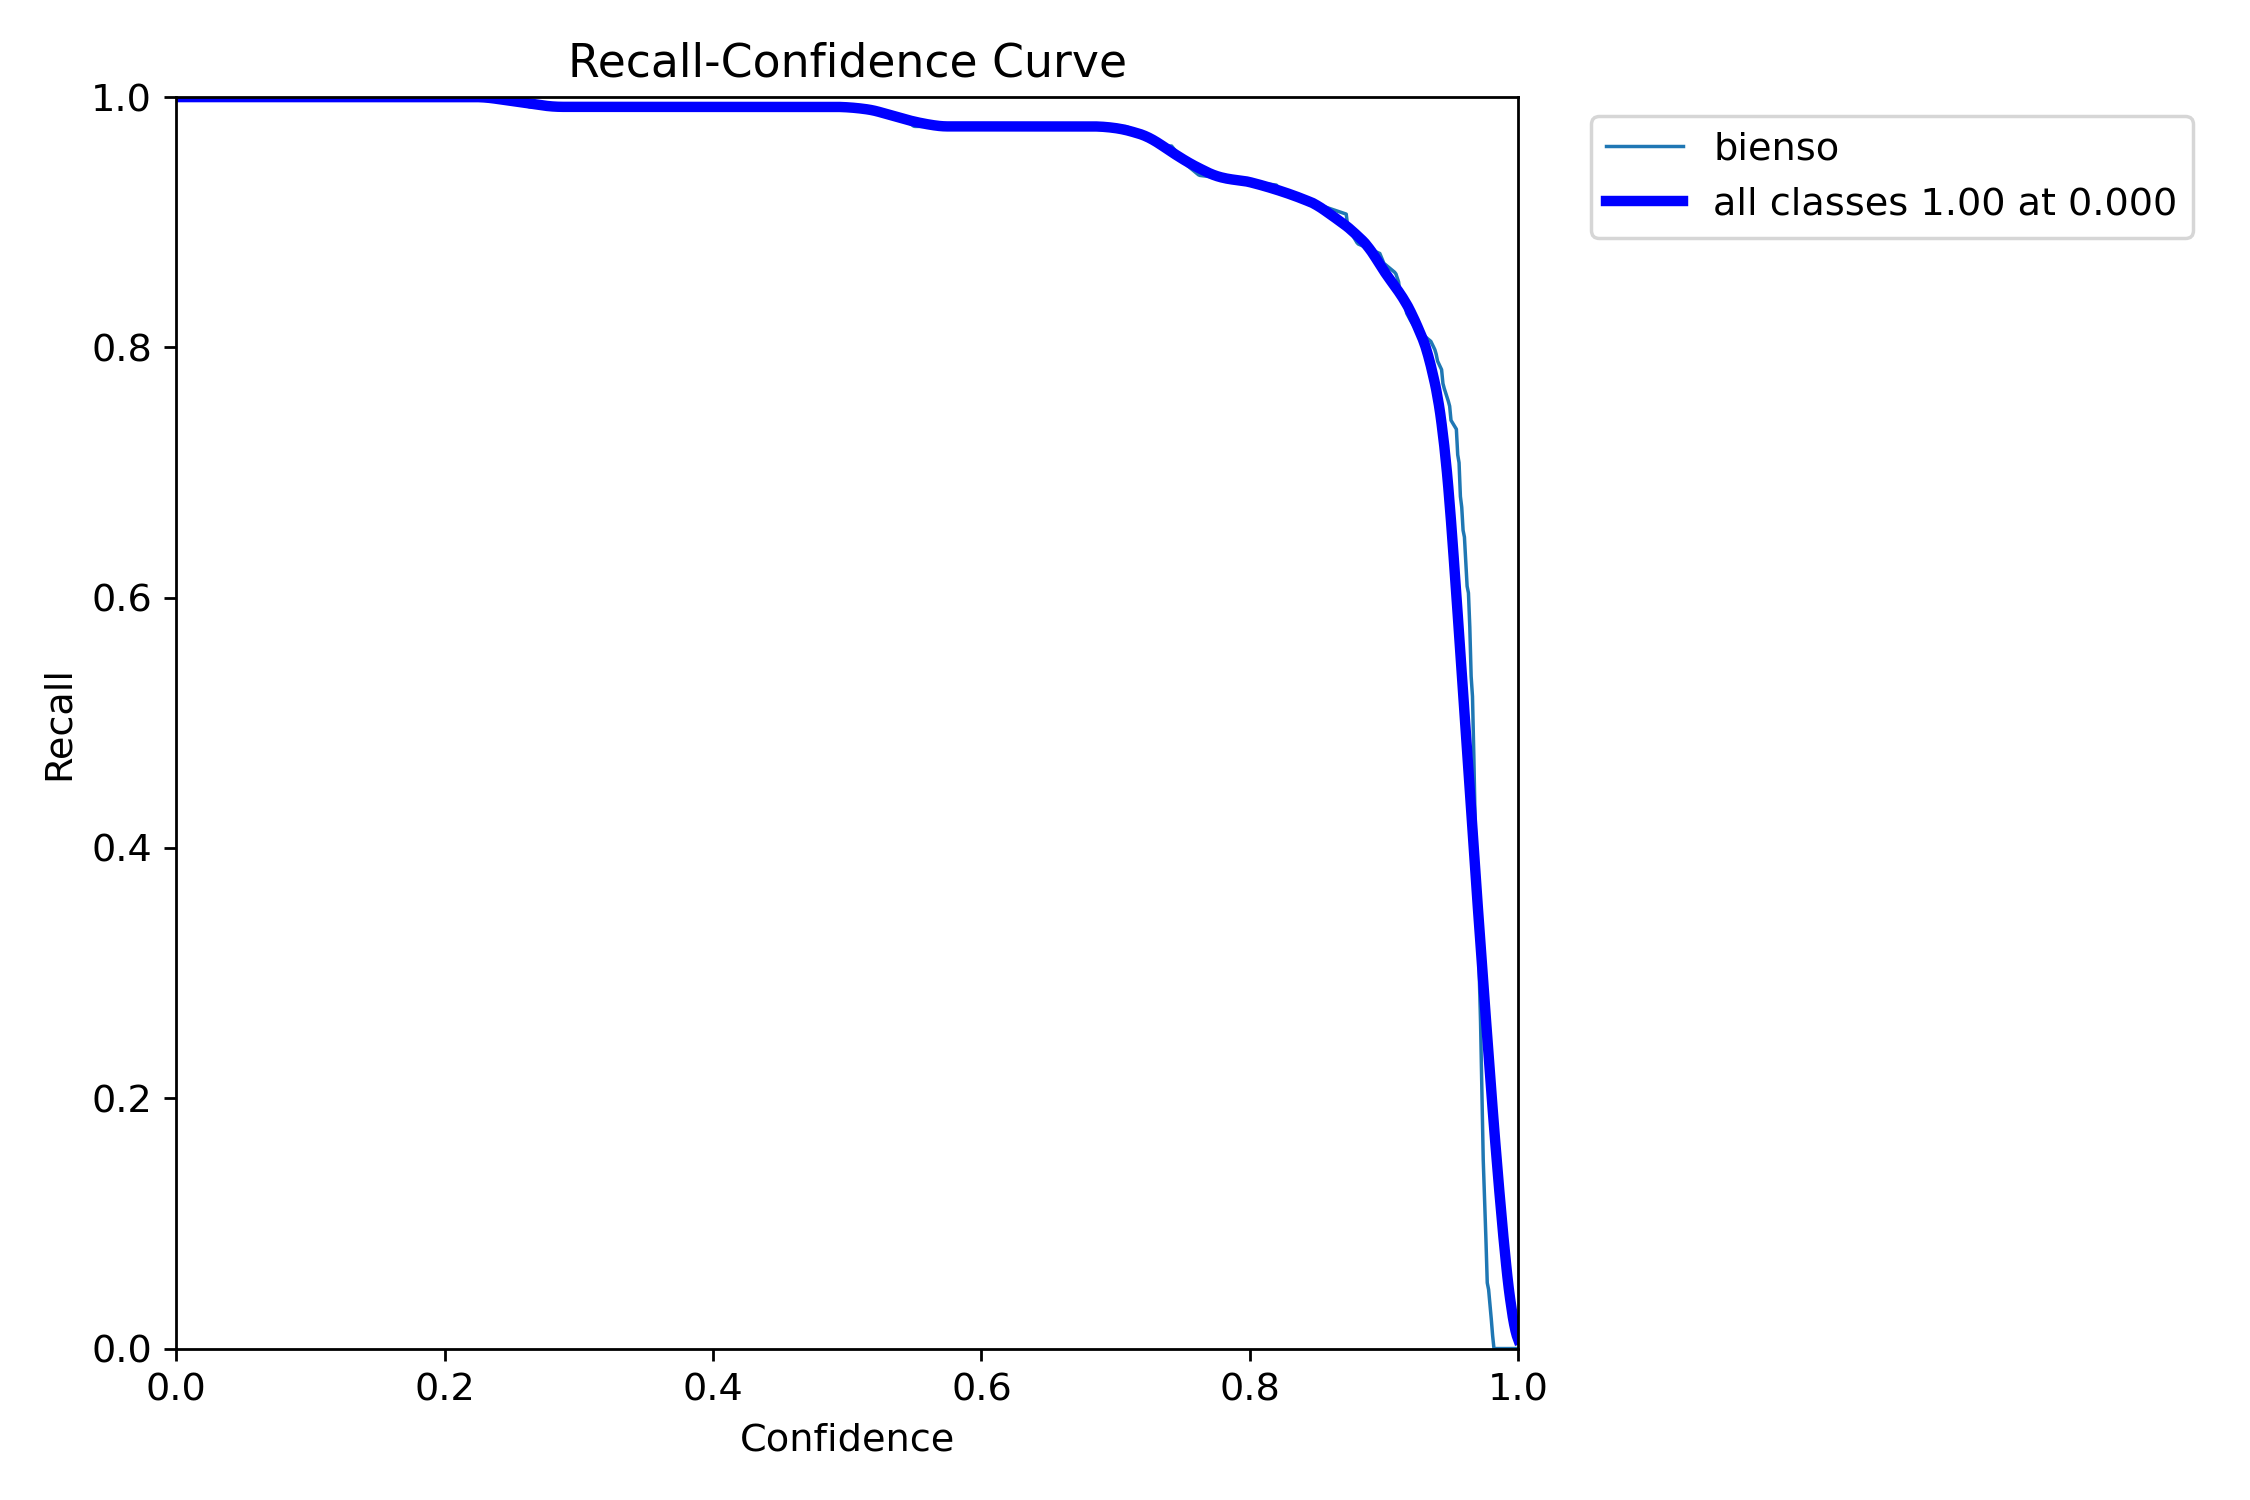 Recall-Confidence Curve
1.0
0.8
0.6
0.4
0.2
0.0
Recall
0.0 0.2 0.4 0.6 0.8 1.0
Confidence
bienso
all classes 1.00 at 0.000